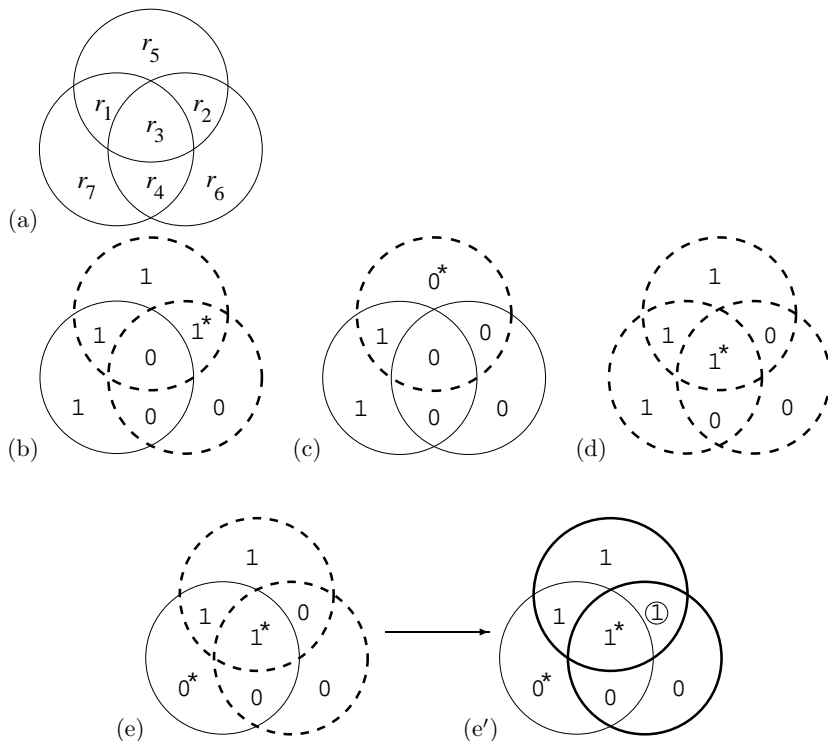 r5
r1 r2
r3
r7 r4 r6
(a)
1 0* 1
1* 
1 1 0 1 0
0 0 1*
1 0 0 1 0 0 1 0 0
(b) (c) (d)
1 1
1 0 1 ①
1* 1*
0* 0 0 0* 0 0
(e) (e′)